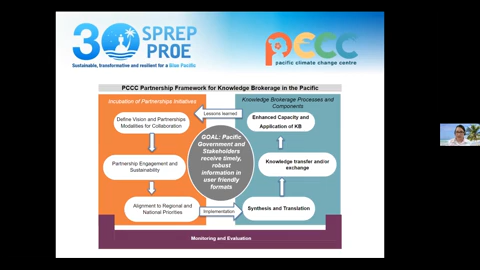 30 SPREP
PROE
Sustainable, transformative and resilient for a Blue Pacific
PCCC
pacific climate change centre
PCCC Partnership Framework for Knowledge Brokerage in the Pacific
Incubation of Partnerships Initiatives
Define Vision and Partnerships
Modalities for Collaboration
Partnership Engagement and
Sustainability
Alignment to Regional and
National Priorities
Lessons learned
GOAL: Pacific
Government and
Stakeholders
receive timely,
robust
information in
user friendly
formats
Implementation
Knowledge Brokerage Processes and
Components
Enhanced Capacity and
Application of KB
Knowledge transfer and/or
exchange
Synthesis and Translation
Monitoring and Evaluation